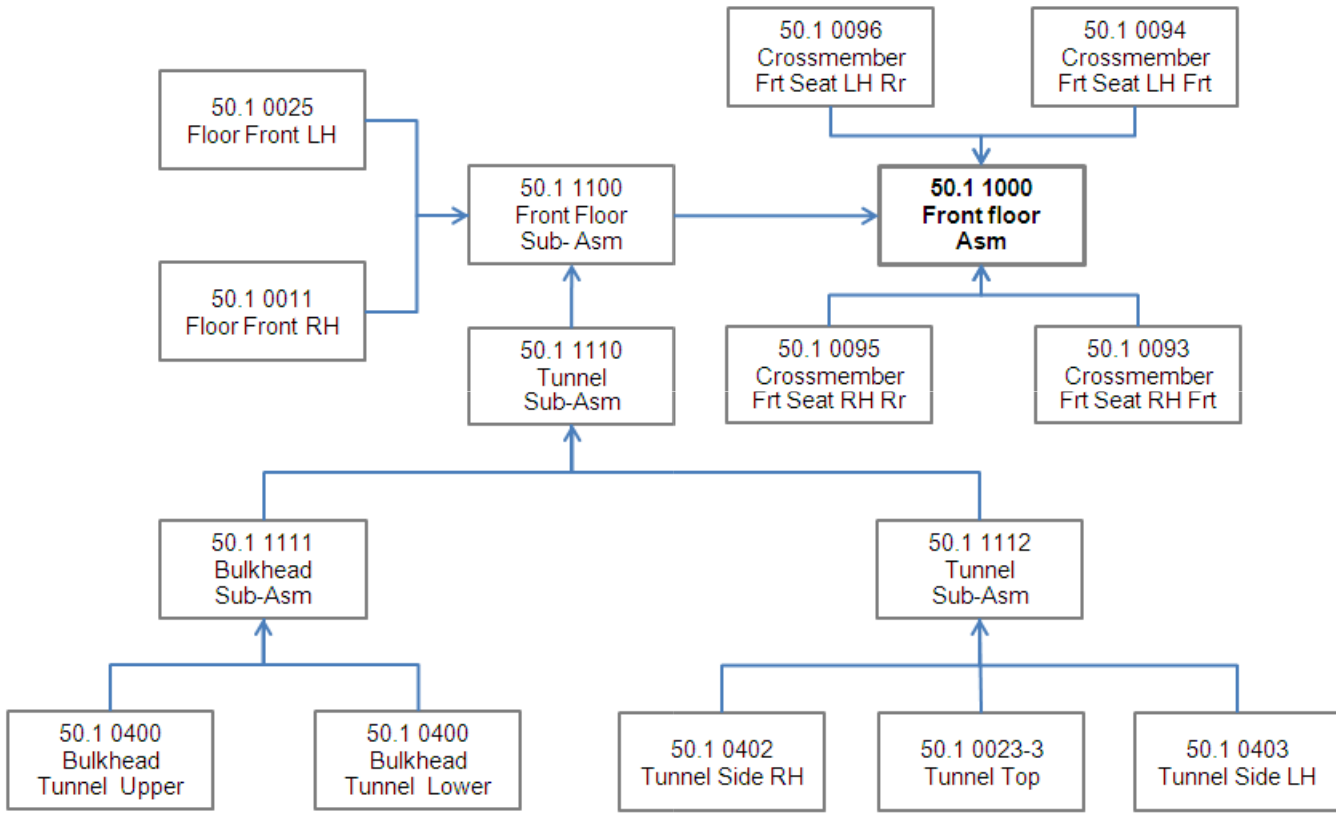 50.1 0096
Crossmember
Frt Seat LH Rr
50.1 0094
Crossmember
Frt Seat LH Frt
50.1 0025
Floor Front LH
50.1 1100
Front Floor
Sub- Asm
50.1 1000
Front floor
Asm
50.1 0011
Floor Front RH
50.1 1110
Tunnel
Sub-Asm
50.1 0095
Crossmember
Frt Seat RH Rr
50.1 0093
Crossmember
Frt Seat RH Frt
50.1 1111
Bulkhead
Sub-Asm
50.1 1112
Tunnel
Sub-Asm
50.1 0400
Bulkhead
Tunnel Upper
50.1 0400
Bulkhead
Tunnel Lower
50.1 0402
Tunnel Side RH
50.1 0023-3
Tunnel Top
50.1 0403
Tunnel Side LH